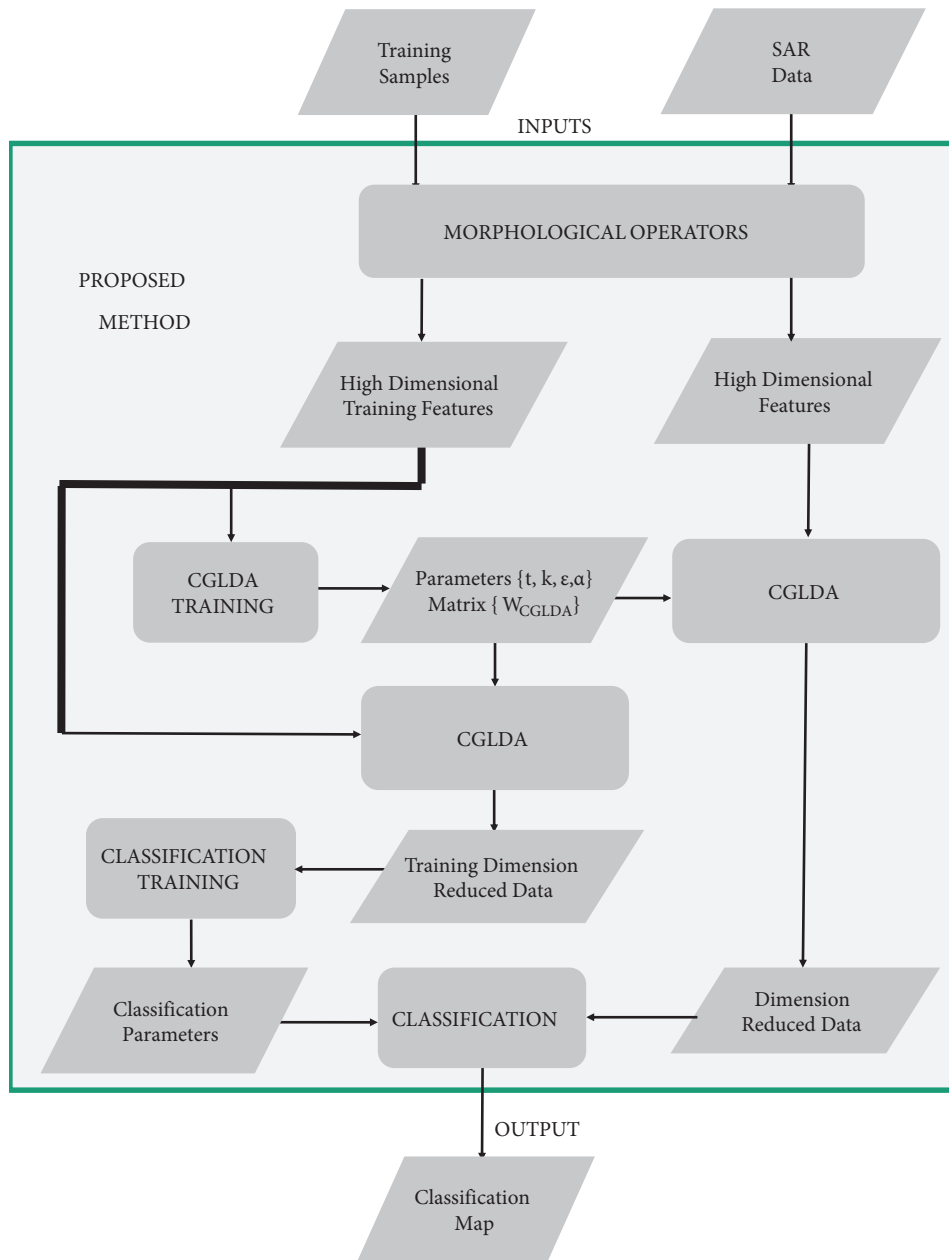 Training
Samples
SAR
Data
INPUTS
MORPHOLOGICAL OPERATORS
PROPOSED
METHOD
High Dimensional
Training Features
High Dimensional
Features
CGLDA
TRAINING
Parameters {t, k, ε,α}
Matrix { W_CGLDA}
CGLDA
CGLDA
CLASSIFICATION
TRAINING
Training Dimension
Reduced Data
Classification
Parameters
CLASSIFICATION
Dimension
Reduced Data
OUTPUT
Classification
Map